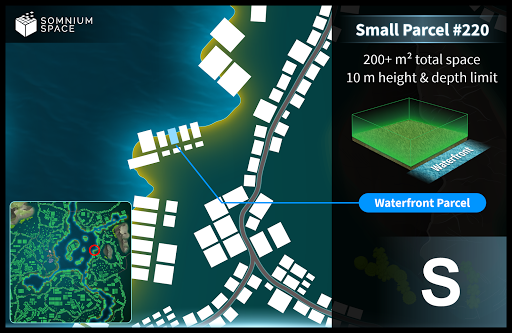 SOMNIUM
SPACE
Small Parcel #220
200+ m² total space
10 m height & depth limit
Waterfront
Waterfront Parcel
S